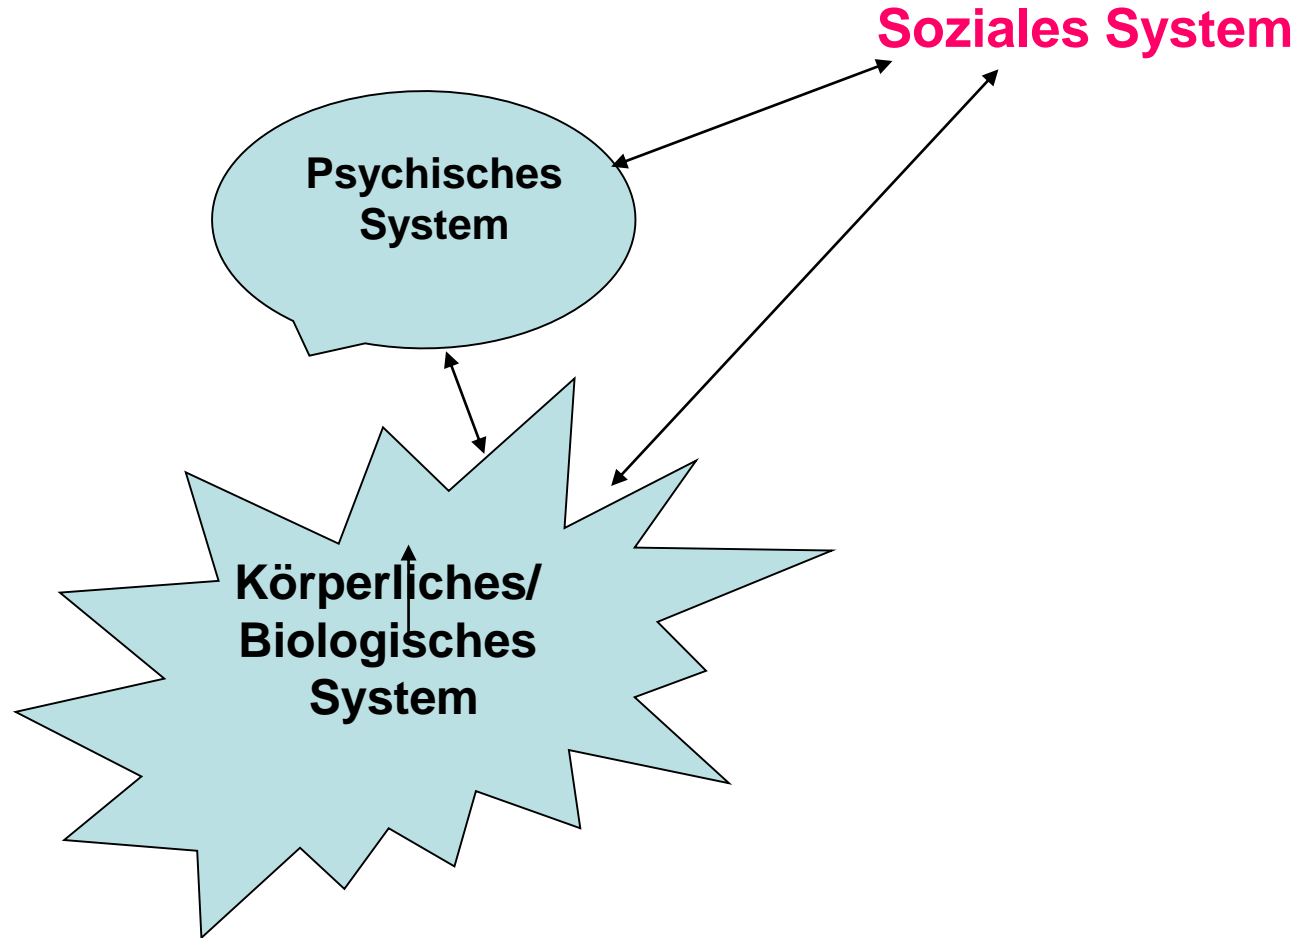 Soziales System
Psychisches
System
Körperliches/
Biologisches
System